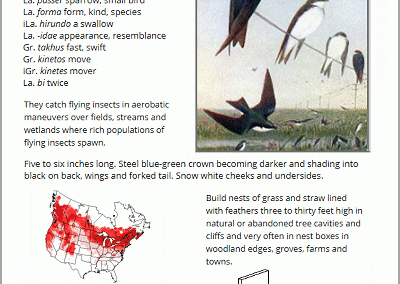 La. passer sparrow, small bird
La. forma form, kind, species
iLa. hirundo a swallow
La. -idae appearance, resemblance
Gr. takhus fast, swift
Gr. kinetos move
iGr. kinetes mover
La. bi twice
They catch flying insects in aerobatic
maneuvers over fields, streams and
wetlands where rich populations of
flying insects spawn.
Five to six inches long. Steel blue-green crown becoming darker and shading into
black on back, wings and forked tail. Snow white cheeks and undersides.
Build nests of grass and straw lined
with feathers three to thirty feet high in
natural or abandoned tree cavities and
cliffs and very often in nest boxes in
woodland edges, groves, farms and
towns.